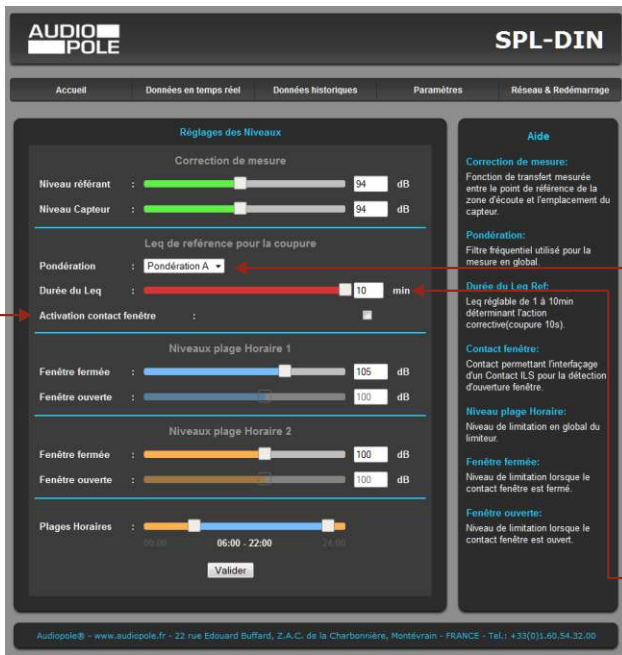 AUDIO
POLE
SPL-DIN
Accueil
Données en temps réel
Données historiques
Paramètres
Réseau & Redémarrage
Réglages des Niveaux
Correction de mesure
Niveau référant : 94 dB
Niveau Capteur : 94 dB
Leq de reférence pour la coupure
Pondération : Pondération A
Durée du Leq : 10 min
Activation contact fenêtre :
Niveaux plage Horaire 1
Fenêtre fermée : 105 dB
Fenêtre ouverte : 100 dB
Niveaux plage Horaire 2
Fenêtre fermée : 100 dB
Fenêtre ouverte : 100 dB
Plages Horaires :
00:00 06:00 - 22:00 24:00
Valider
Aide
Correction de mesure:
Fonction de transfert mesurée
entre le point de référence de la
zone d'écoute et l'emplacement du
capteur.
Pondération:
Filtre fréquentiel utilisé pour la
mesure en global.
Durée du Leq Ref:
Leq réglable de 1 à 10min
déterminant l'action
corrective(coupure 10s).
Contact fenêtre:
Contact permettant l'interfaçage
d'un Contact ILS pour la détection
d'ouverture fenêtre.
Niveau plage Horaire:
Niveau de limitation en global du
limiteur.
Fenêtre fermée:
Niveau de limitation lorsque le
contact fenêtre est fermé.
Fenêtre ouverte:
Niveau de limitation lorsque le
contact fenêtre est ouvert.
Audiopole® - www.audiopole.fr - 22 rue Edouard Buffard, Z.A.C. de la Charbonnière, Montévrain - FRANCE - Tel.: +33(0)1.60.54.32.00